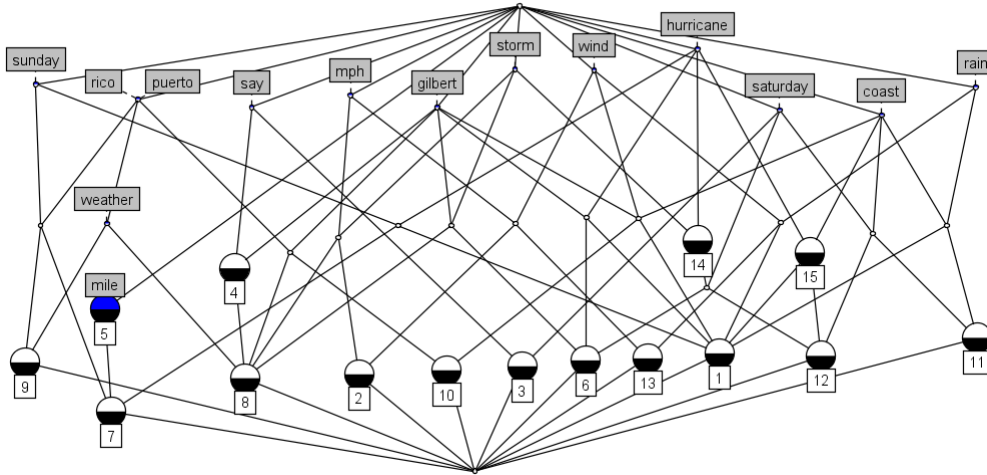 hurricane
storm
wind
sunday
rain
mph
rico
puerto
say
gilbert
saturday
coast
weather
14
mile
4
15
5
9
8
2
10
3
6
13
1
12
11
7